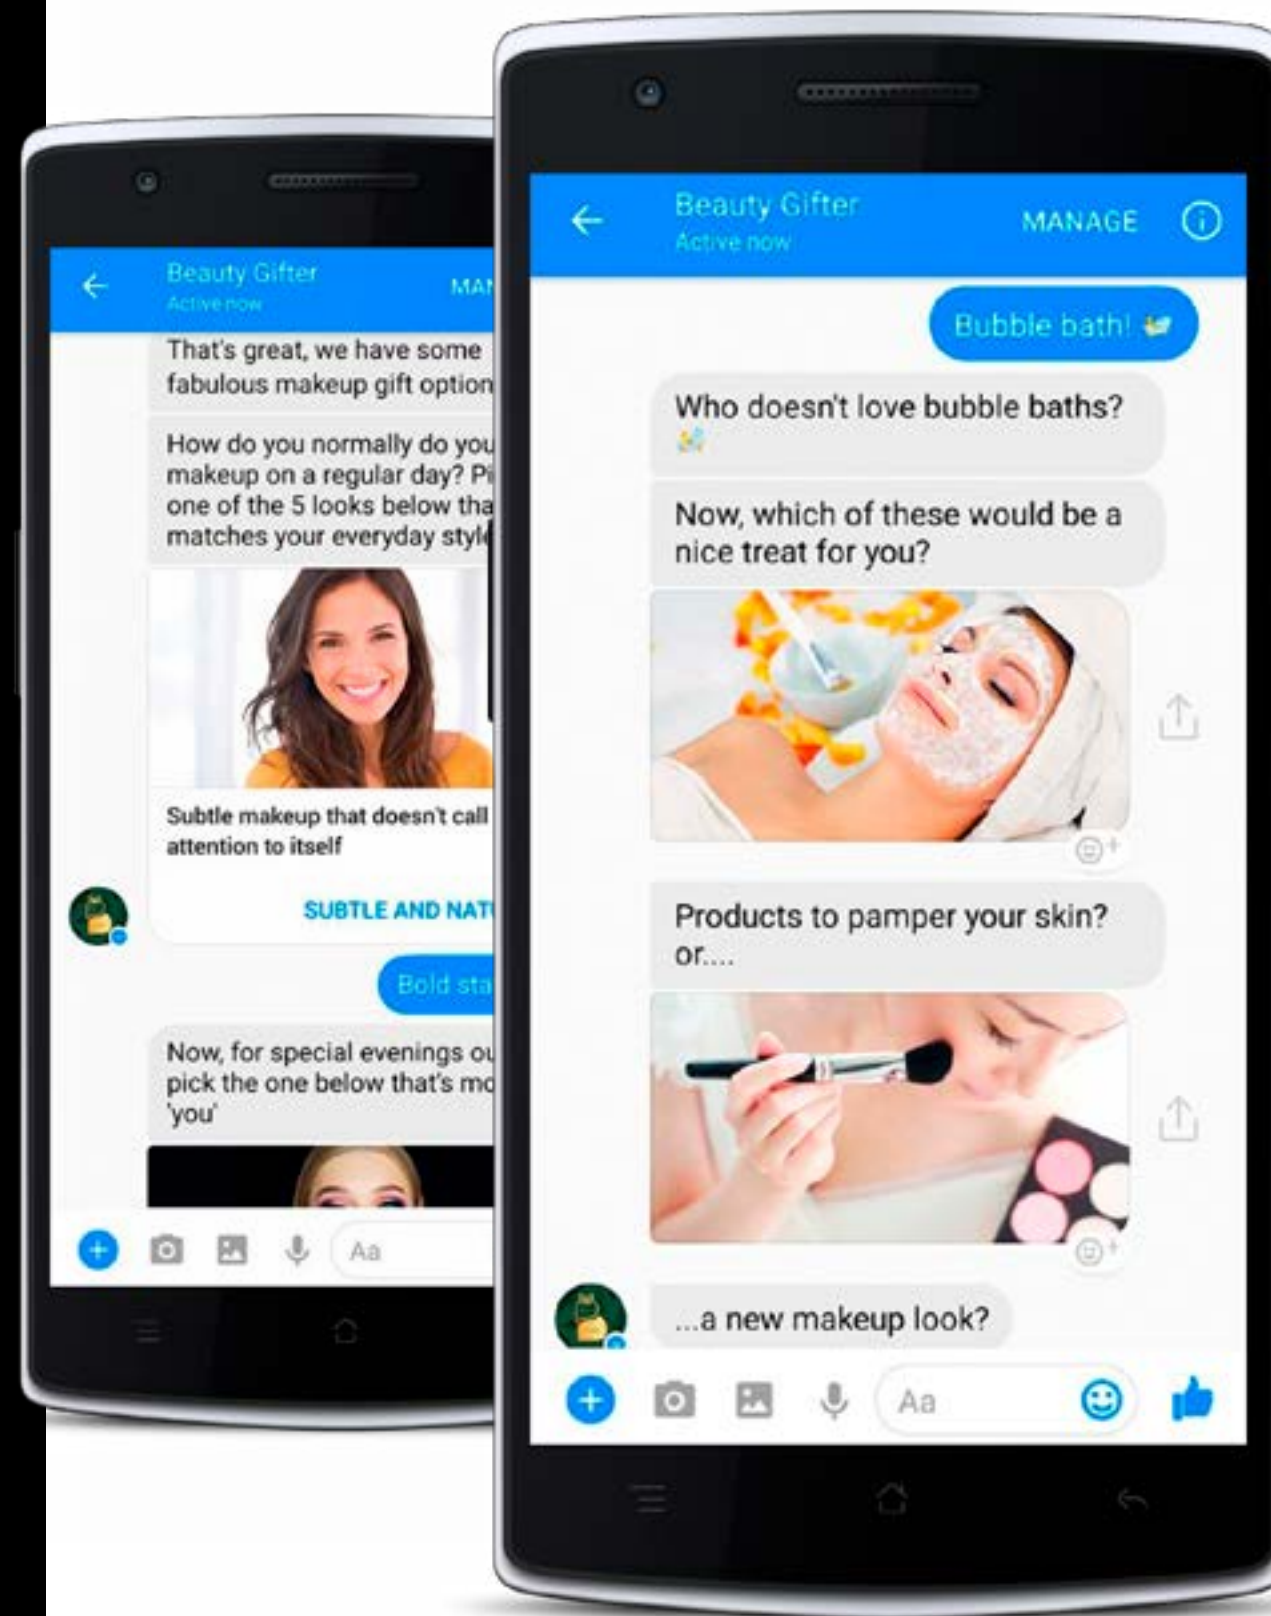 Beauty Gifter
Active now
That's great, we have some
fabulous makeup gift option
How do you normally do you
makeup on a regular day? Pi
one of the 5 looks below tha
matches your everyday style
Subtle makeup that doesn't call
attention to itself
SUBTLE AND NATU
Bold sta
Now, for special evenings ou
pick the one below that's mo
'you'
Aa
Beauty Gifter
MANAGE
Active now
Bubble bath!
Who doesn't love bubble baths?
Now, which of these would be a
nice treat for you?
Products to pamper your skin?
or....
...a new makeup look?
Aa